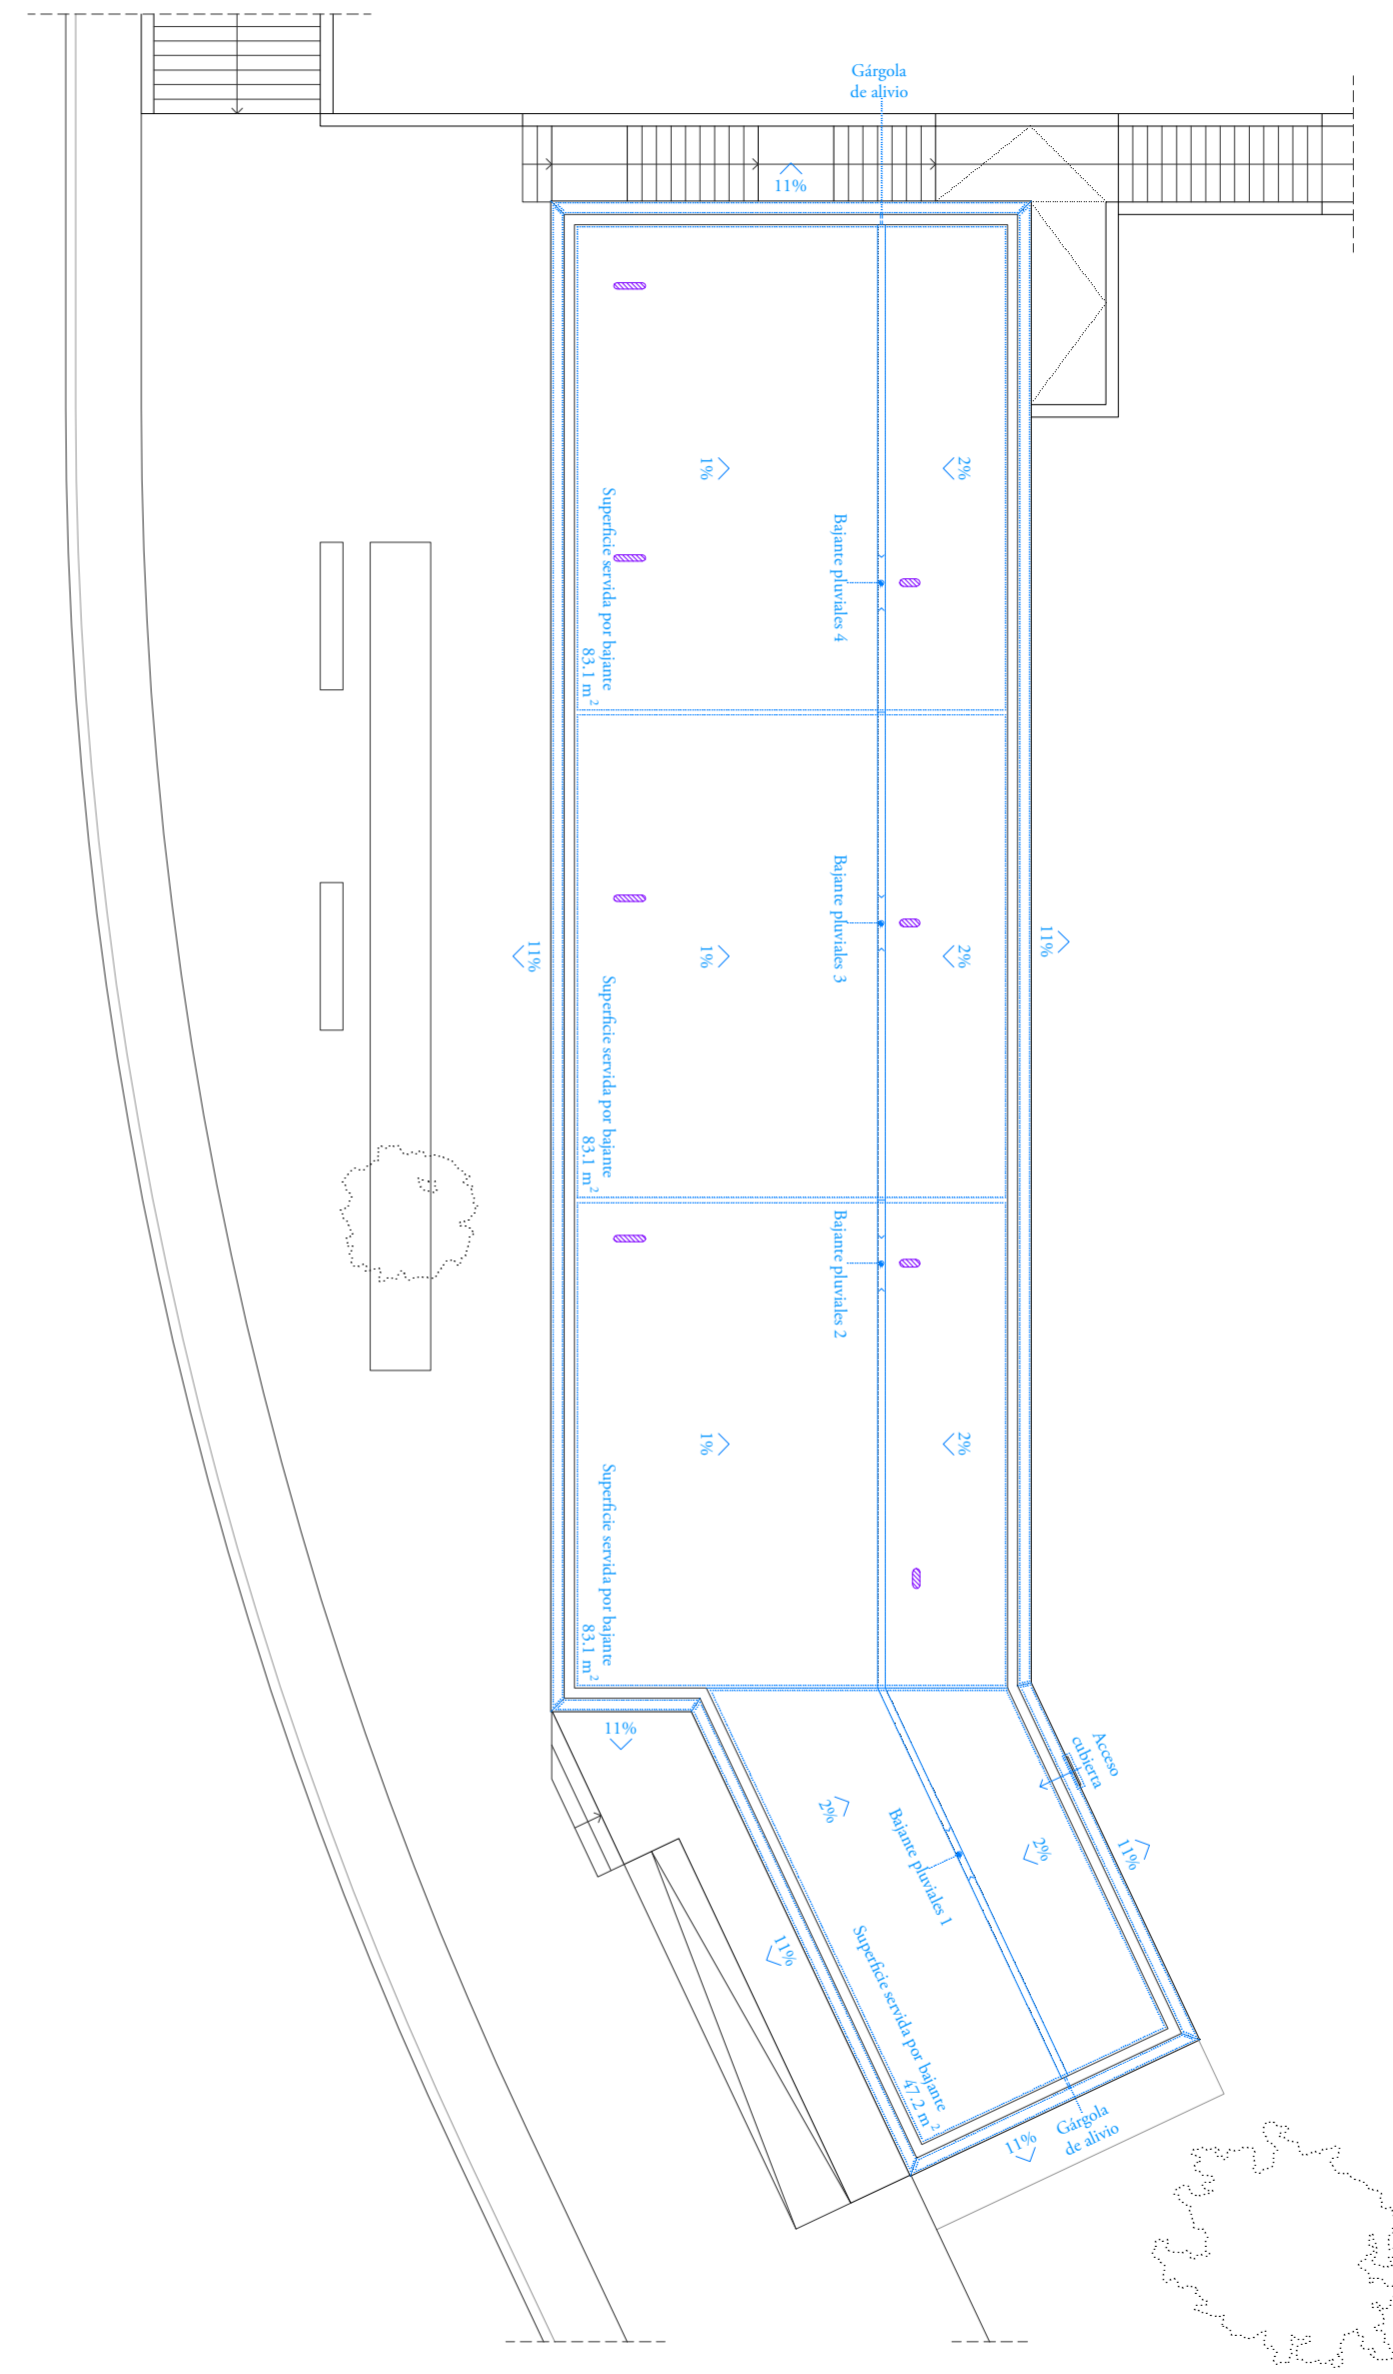 Gárgola
de alivio
11%
1%
2%
Superficie servida por bajante
83.1 m²
Bajante pluviales 4
11%
1%
Bajante pluviales 3
2%
11%
Superficie servida por bajante
83.1 m²
Bajante pluviales 2
1%
2%
Superficie servida por bajante
83.1 m²
11%
Acceso
cubierta
2%
Bajante pluviales 1
2%
11%
11%
Superficie servida por bajante
47.2 m²
Gárgola
de alivio
11%